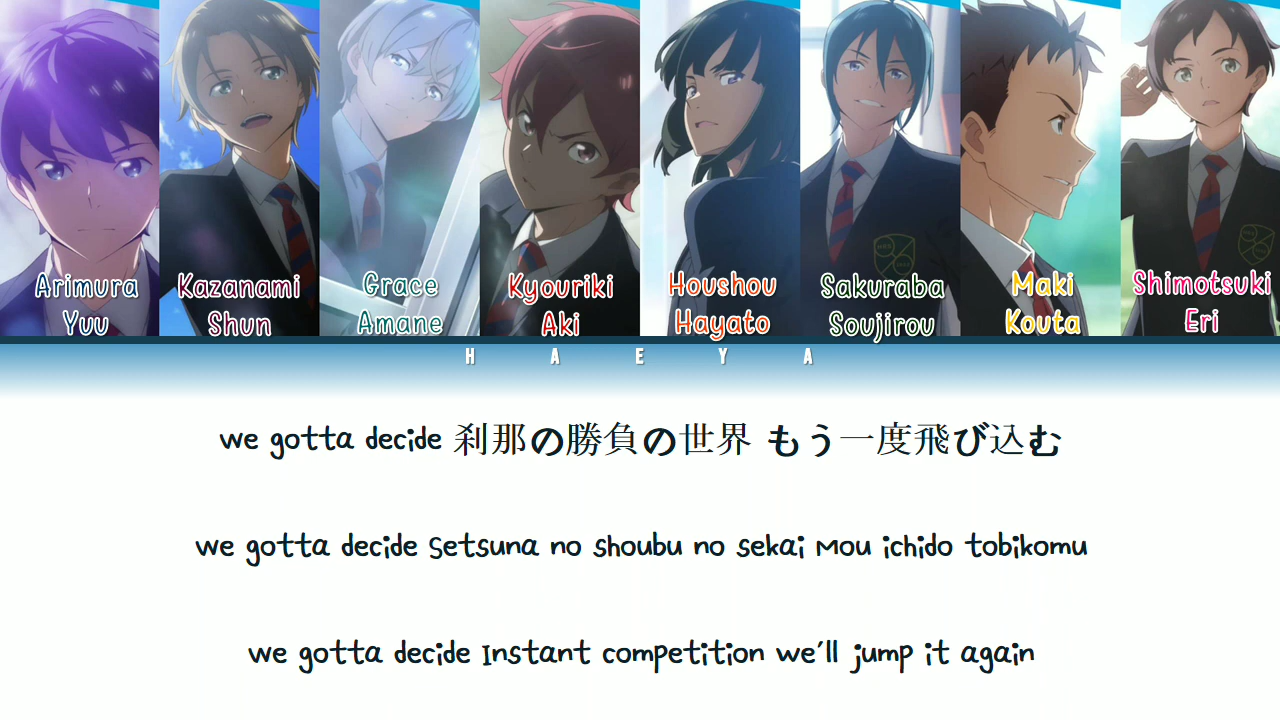 Arimura
Yuu
Kazanami
Shun
Grace
Amane
Kyouriki
Aki
Houshou
Hayato
Sakuraba
Soujirou
Maki
Kouta
Shimotsuki
Eri
H A E Y A
we gotta decide 刹那の勝負の世界 もう一度飛び込む
we gotta decide Setsuna no shoubu no sekai Mou ichido tobikomu
we gotta decide Instant competition we'll jump it again